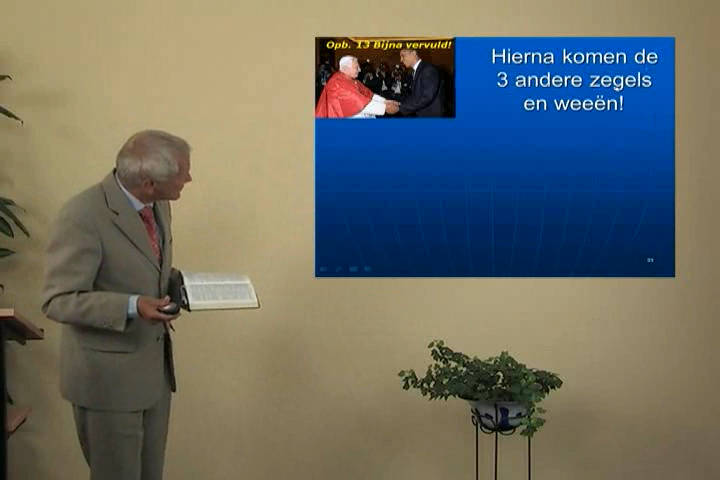 Opb. 13 Bijna vervuld!
Hierna komen de
3 andere zegels
en weeën!